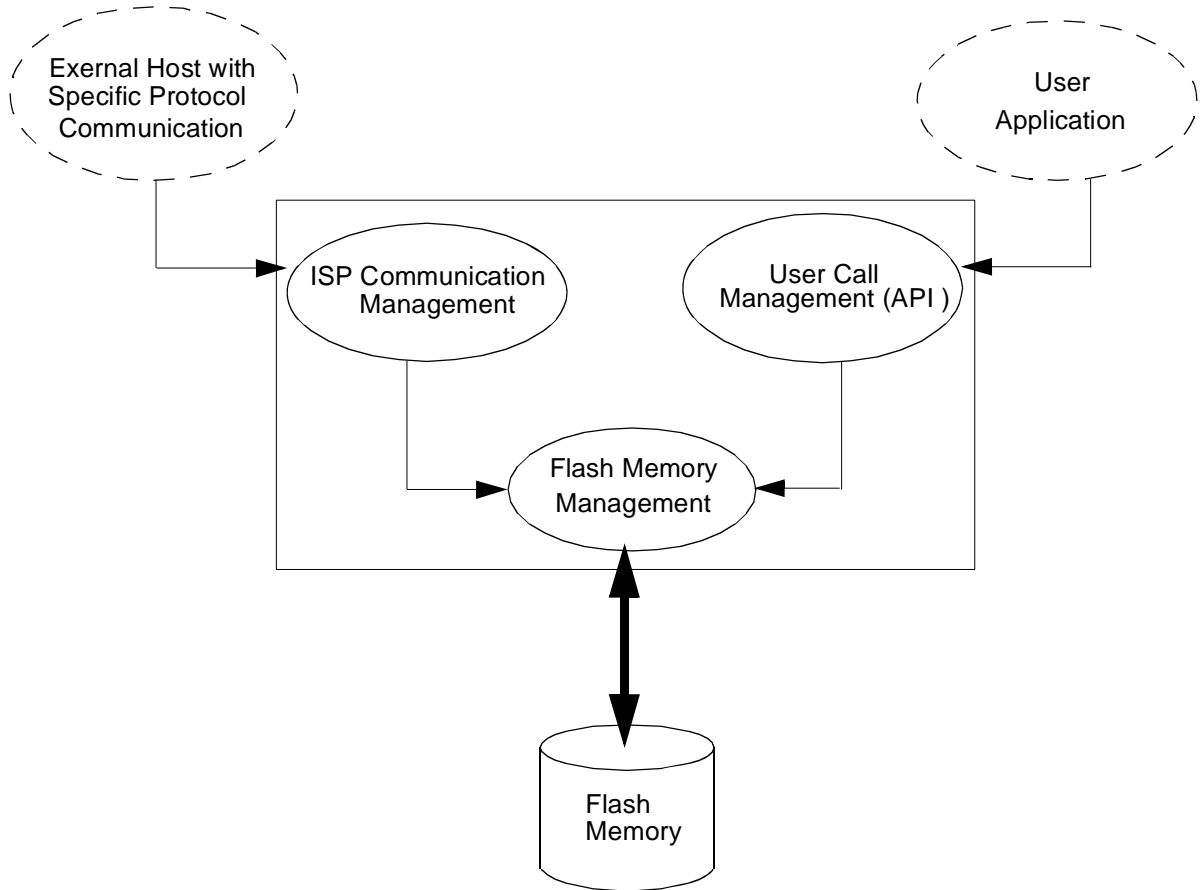 Exernal Host with
Specific Protocol
Communication
User
Application
ISP Communication
Management
User Call
Management (API )
Flash Memory
Management
Flash
Memory